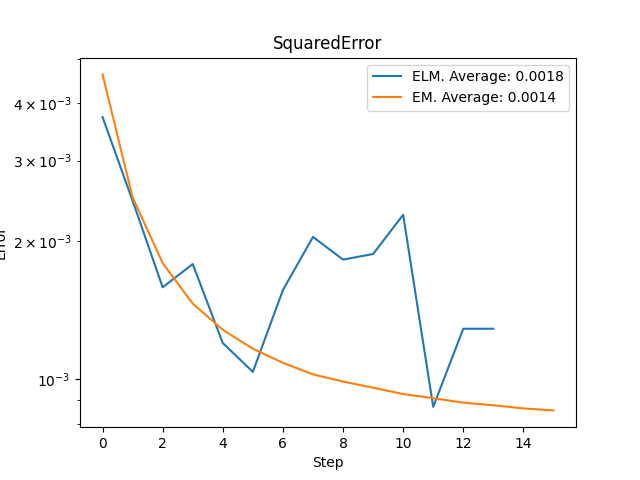 SquaredError
ELM. Average: 0.0018
EM. Average: 0.0014
4 × 10⁻³
3 × 10⁻³
2 × 10⁻³
10⁻³
Error
0 2 4 6 8 10 12 14
Step